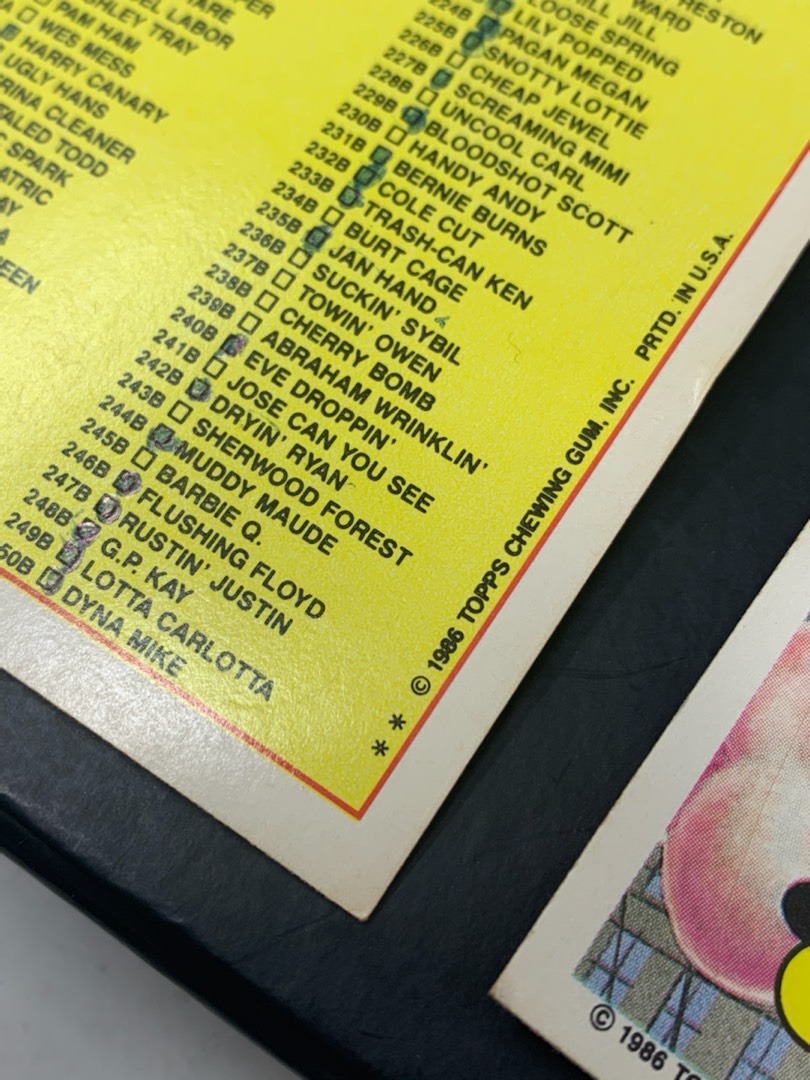 LABOR
TRAY
PAM HAM
WES MESS
HARRY CANARY
UGLY HANS
CLEANER
TODD
SPARK
WARD
JILL
LOOSE SPRING
LILY POPPED
224B PAGAN MEGAN
225B SNOTTY LOTTIE
226B CHEAP JEWEL
227B SCREAMING MIMI
228B UNCOOL CARL
229B BLOODSHOT SCOTT
230B HANDY ANDY
231B BERNIE BURNS
232B COLE CUT
233B TRASH-CAN KEN
234B BURT CAGE
235B JAN HAND
236B SUCKIN' SYBIL
237B TOWIN' OWEN
238B CHERRY BOMB
239B ABRAHAM WRINKLIN'
240B EVE DROPPIN'
241B JOSE CAN YOU SEE
242B DRYIN' RYAN
243B SHERWOOD FOREST
244B MUDDY MAUDE
245B BARBIE Q.
246B FLUSHING FLOYD
247B RUSTIN' JUSTIN
248B G.P. KAY
249B LOTTA CARLOTTA
50B DYNA MIKE
** © 1986 TOPPS CHEWING GUM, INC. PRTD. IN U.S.A.
© 1986